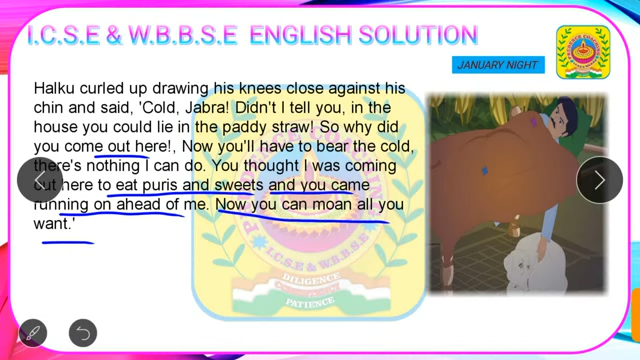 I.C.S.E & W.B.B.S.E ENGLISH SOLUTION
JANUARY NIGHT
Halku curled up drawing his knees close against his
chin and said, 'Cold, Jabra! Didn't I tell you, in the
house you could lie in the paddy straw! So why did
you come out here!, Now you'll have to bear the cold,
there's nothing I can do. You thought I was coming
out here to eat puris and sweets and you came
running on ahead of me. Now you can moan all you
want.'
I.C.S.E & W.B.B.S.E
DILIGENCE
PATIENCE